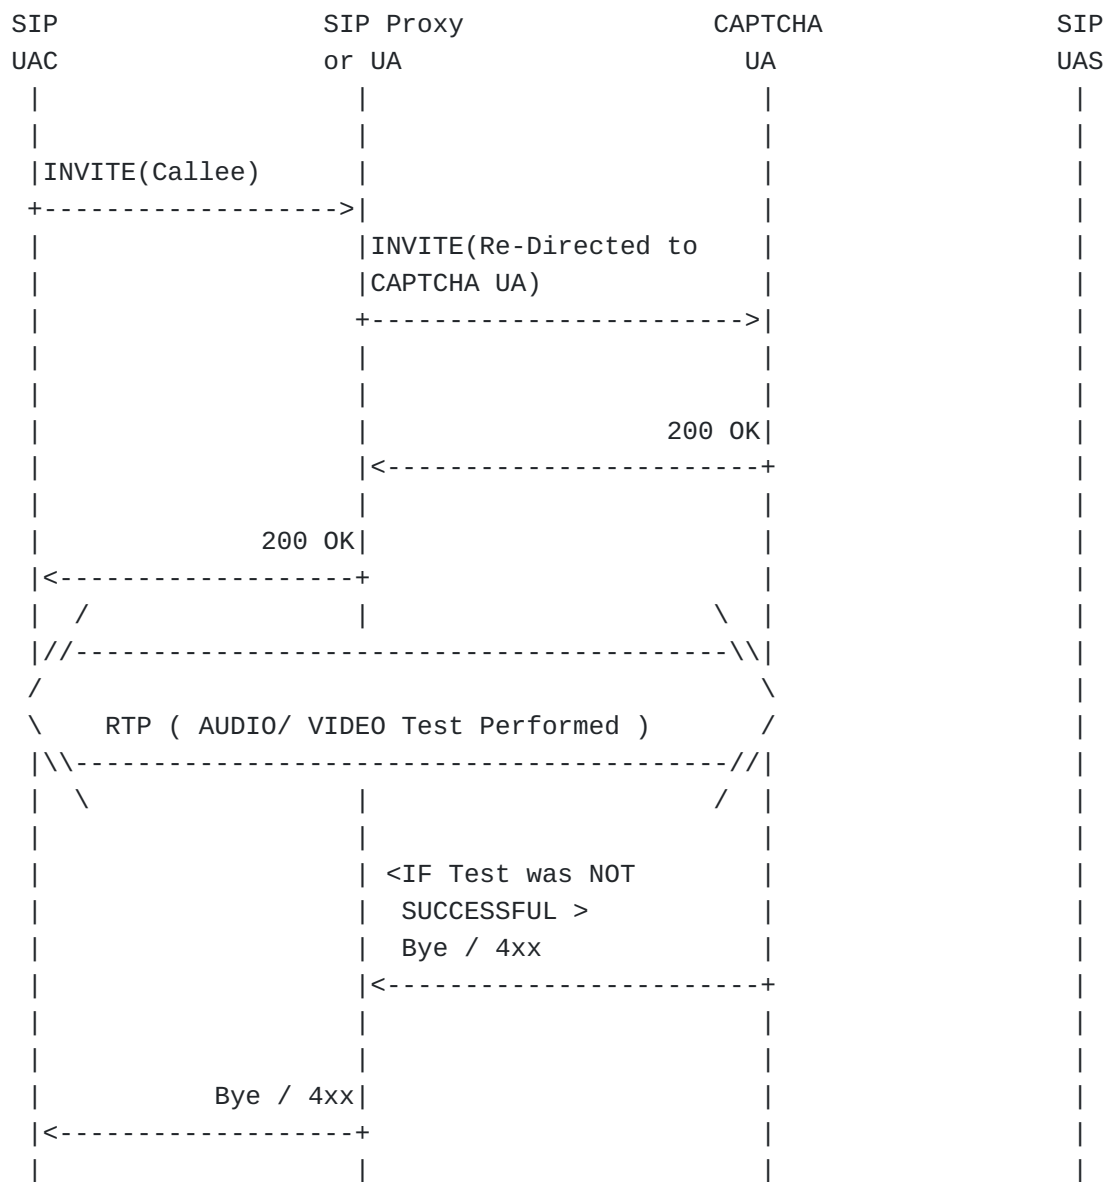 SIP SIP Proxy CAPTCHA SIP
UAC or UA UA UAS
INVITE(Callee)
INVITE(Re-Directed to
CAPTCHA UA)
200 OK
200 OK
RTP ( AUDIO/ VIDEO Test Performed )
<IF Test was NOT
SUCCESSFUL >
Bye / 4xx
Bye / 4xx